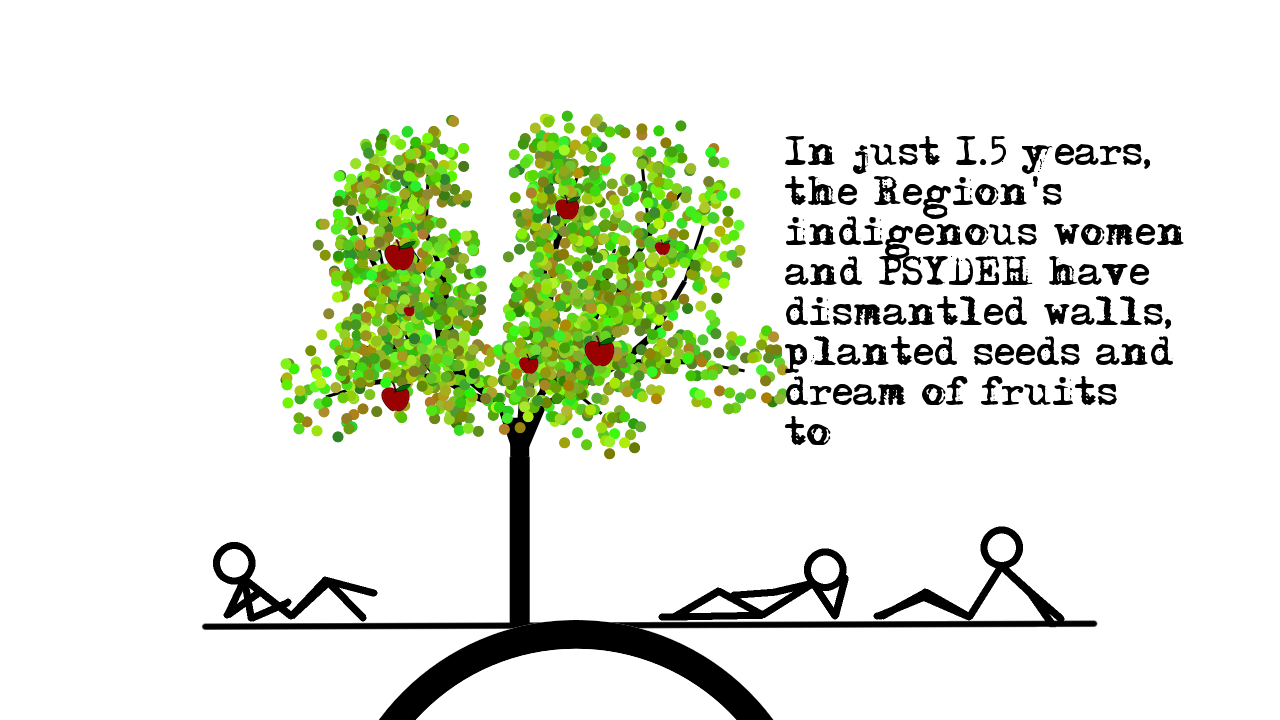 In just 1.5 years,
the Region's
indigenous women
and PSYDEH have
dismantled walls,
planted seeds and
dream of fruits
to